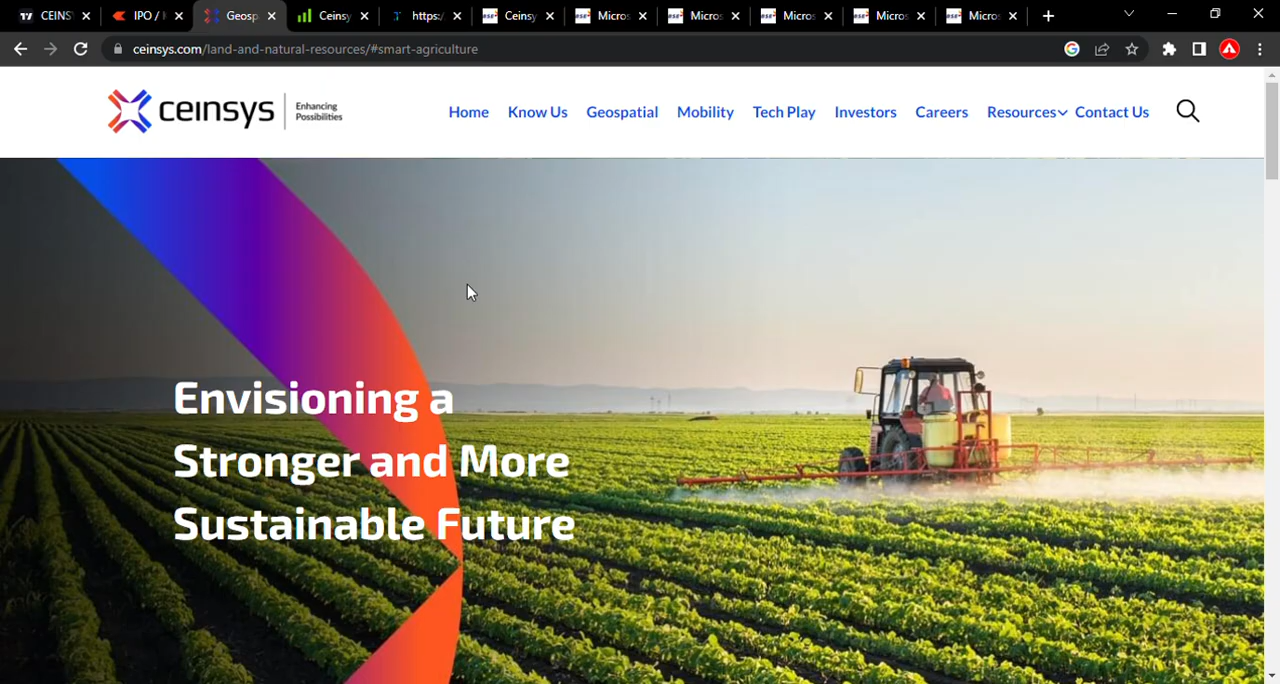 CEINS
IPO /
Geosp
Ceinsy
https:/
Ceinsy
Micros
Micros
Micros
Micros
Micros
ceinsys.com/land-and-natural-resources/#smart-agriculture
ceinsys
Enhancing
Possibilities
Home
Know Us
Geospatial
Mobility
Tech Play
Investors
Careers
Resources
Contact Us
Envisioning a
Stronger and More
Sustainable Future